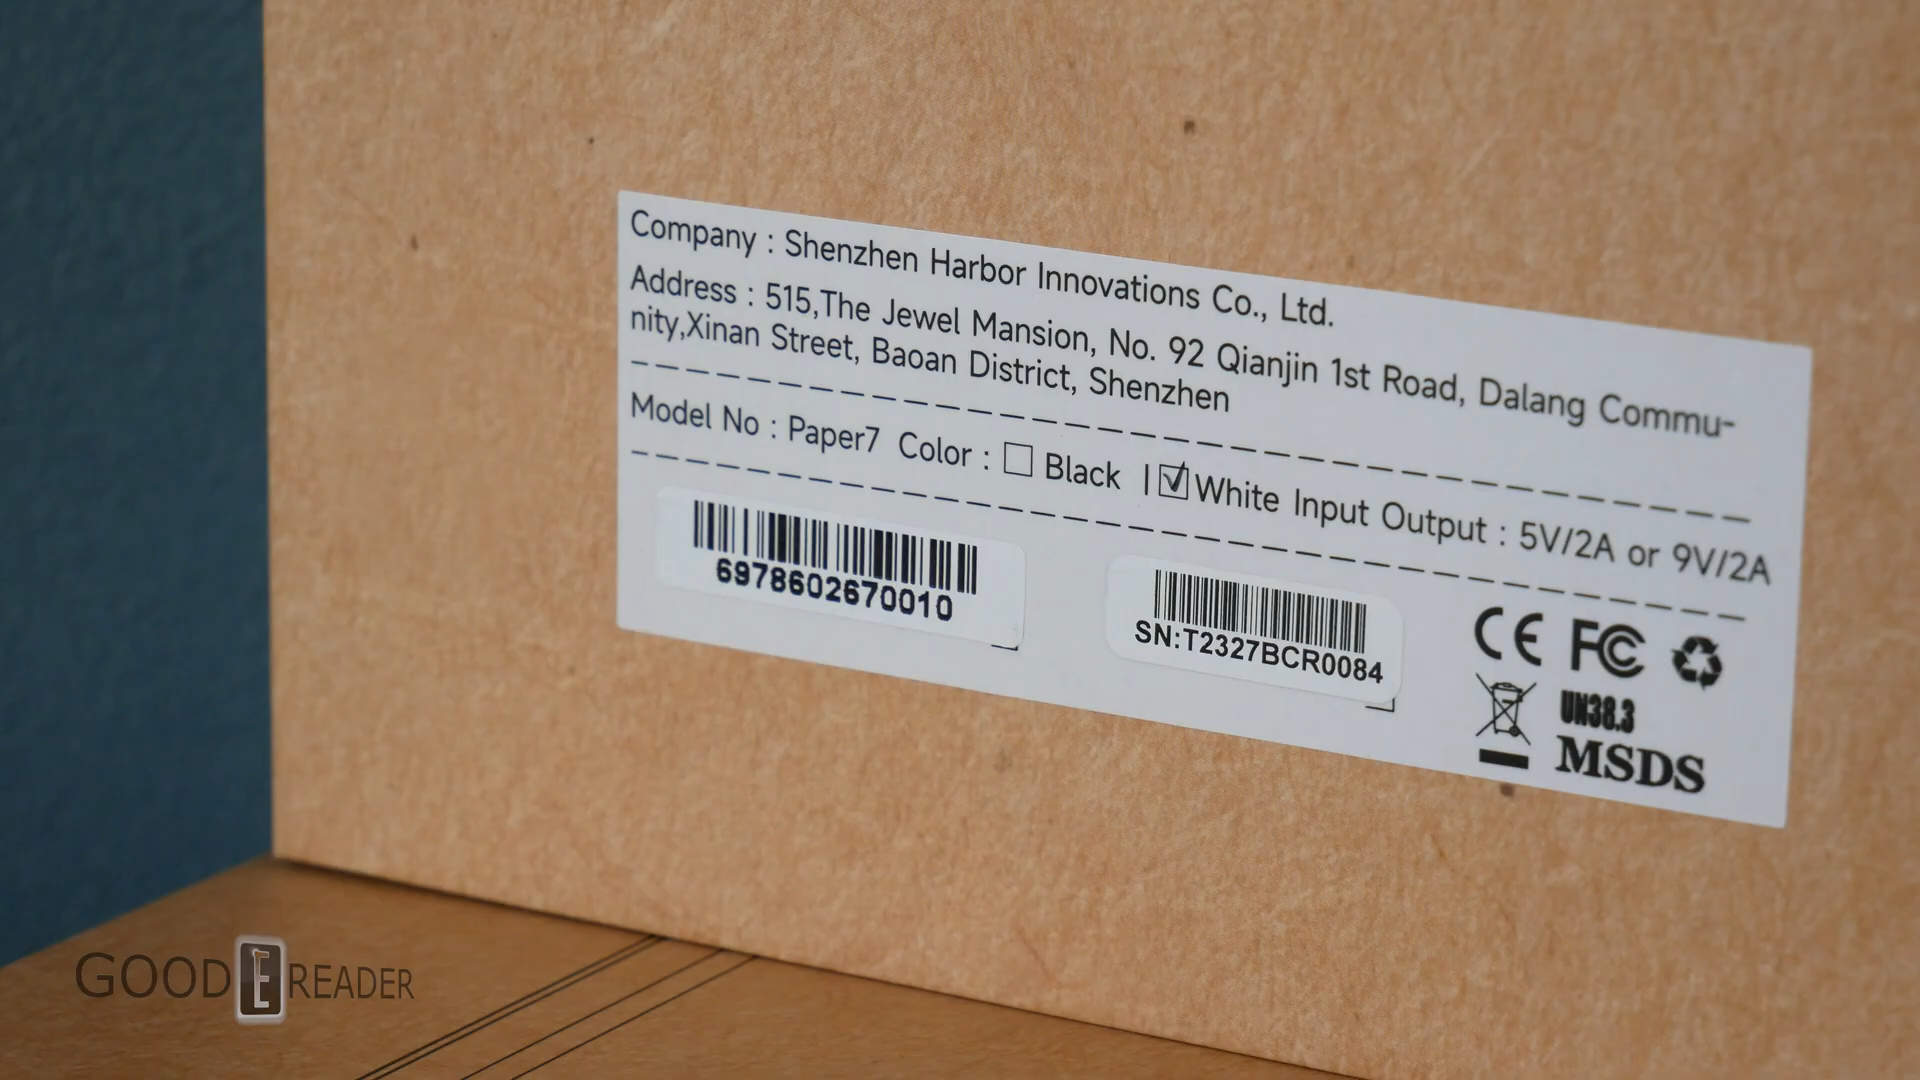 Company : Shenzhen Harbor Innovations Co., Ltd.
Address : 515,The Jewel Mansion, No. 92 Qianjin 1st Road, Dalang Commu-
nity,Xinan Street, Baoan District, Shenzhen
Model No : Paper7 Color : Black | White Input Output : 5V/2A or 9V/2A
6978602670010
SN:T2327BCR0084
CE FC
UN38.3
MSDS
GOOD E READER